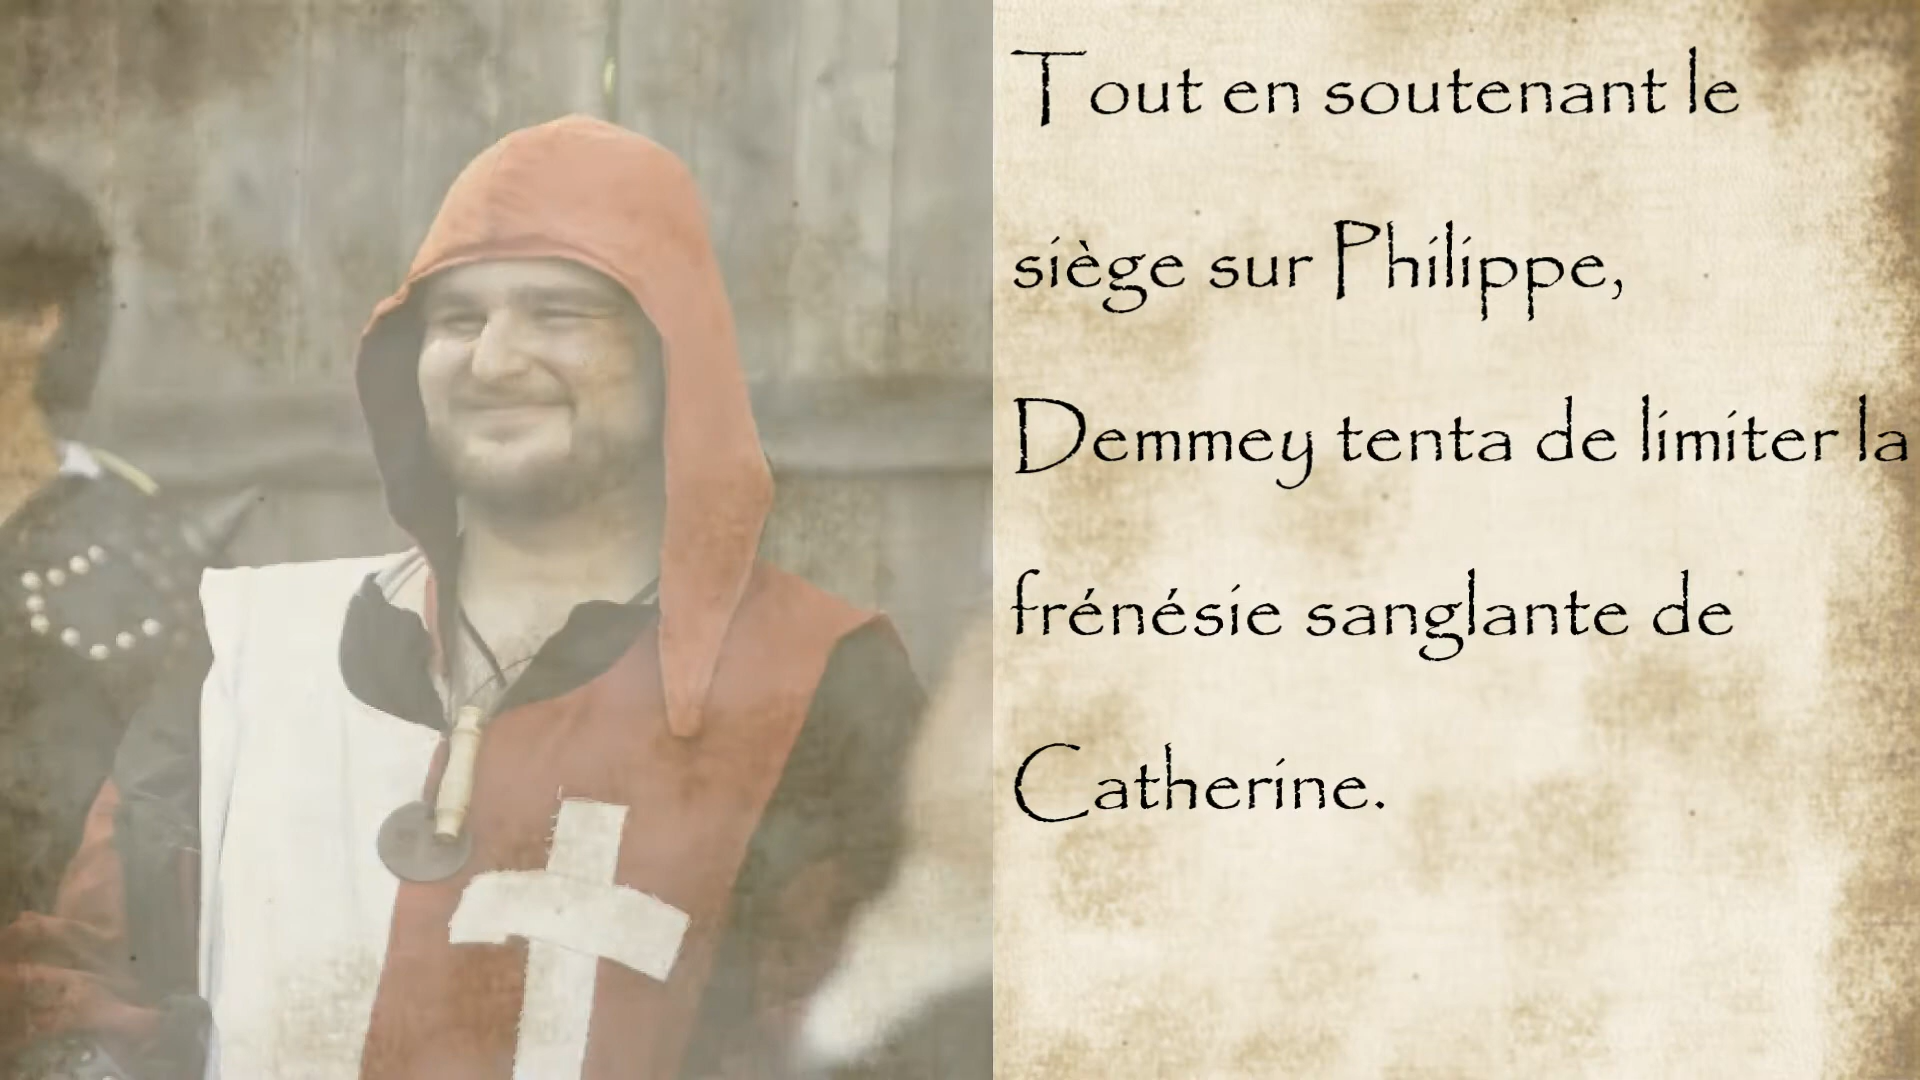 Tout en soutenant le
siège sur Philippe,
Demmey tenta de limiter la
frénésie sanglante de
Catherine.